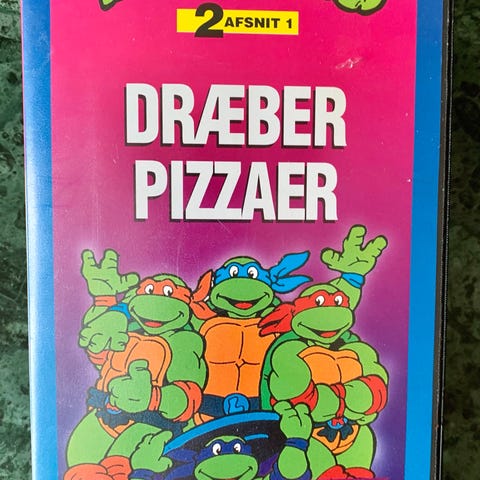 2 AFSNIT 1
DRÆBER
PIZZAER
L